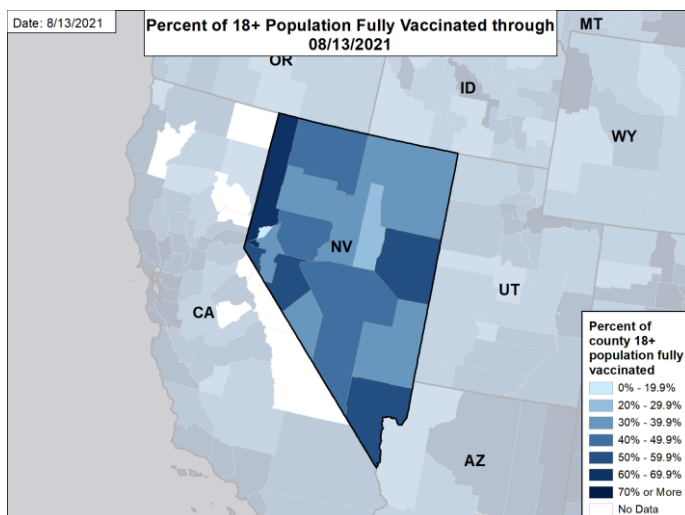 Date: 8/13/2021
Percent of 18+ Population Fully Vaccinated through
08/13/2021
MT
OR
ID
WY
NV
UT
CA
AZ
Percent of
county 18+
population fully
vaccinated
0% - 19.9%
20% - 29.9%
30% - 39.9%
40% - 49.9%
50% - 59.9%
60% - 69.9%
70% or More
No Data